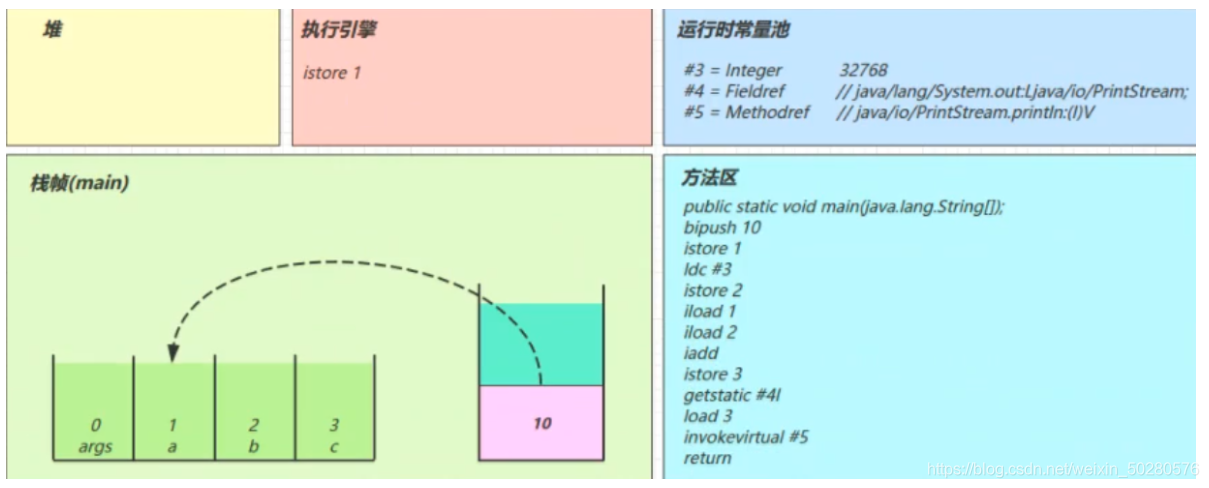 堆
执行引擎
istore 1
运行时常量池
#3 = Integer 32768
#4 = Fieldref // java/lang/System.out:Ljava/io/PrintStream;
#5 = Methodref // java/io/PrintStream.println:(I)V
栈帧(main)
0 1 2 3
args a b c
10
方法区
public static void main(java.lang.String[]);
bipush 10
istore 1
ldc #3
istore 2
iload 1
iload 2
iadd
istore 3
getstatic #4I
load 3
invokevirtual #5
return
https://blog.csdn.net/weixin_50280576